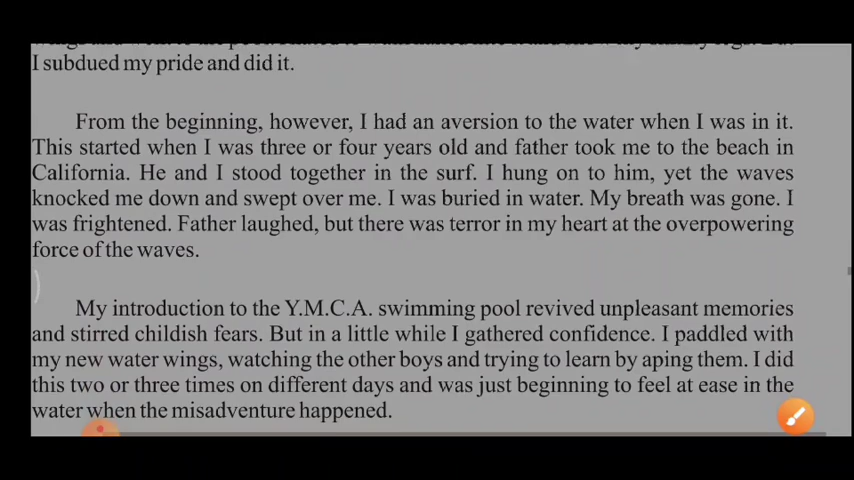 I subdued my pride and did it.
From the beginning, however, I had an aversion to the water when I was in it.
This started when I was three or four years old and father took me to the beach in
California. He and I stood together in the surf. I hung on to him, yet the waves
knocked me down and swept over me. I was buried in water. My breath was gone. I
was frightened. Father laughed, but there was terror in my heart at the overpowering
force of the waves.
My introduction to the Y.M.C.A. swimming pool revived unpleasant memories
and stirred childish fears. But in a little while I gathered confidence. I paddled with
my new water wings, watching the other boys and trying to learn by aping them. I did
this two or three times on different days and was just beginning to feel at ease in the
water when the misadventure happened.